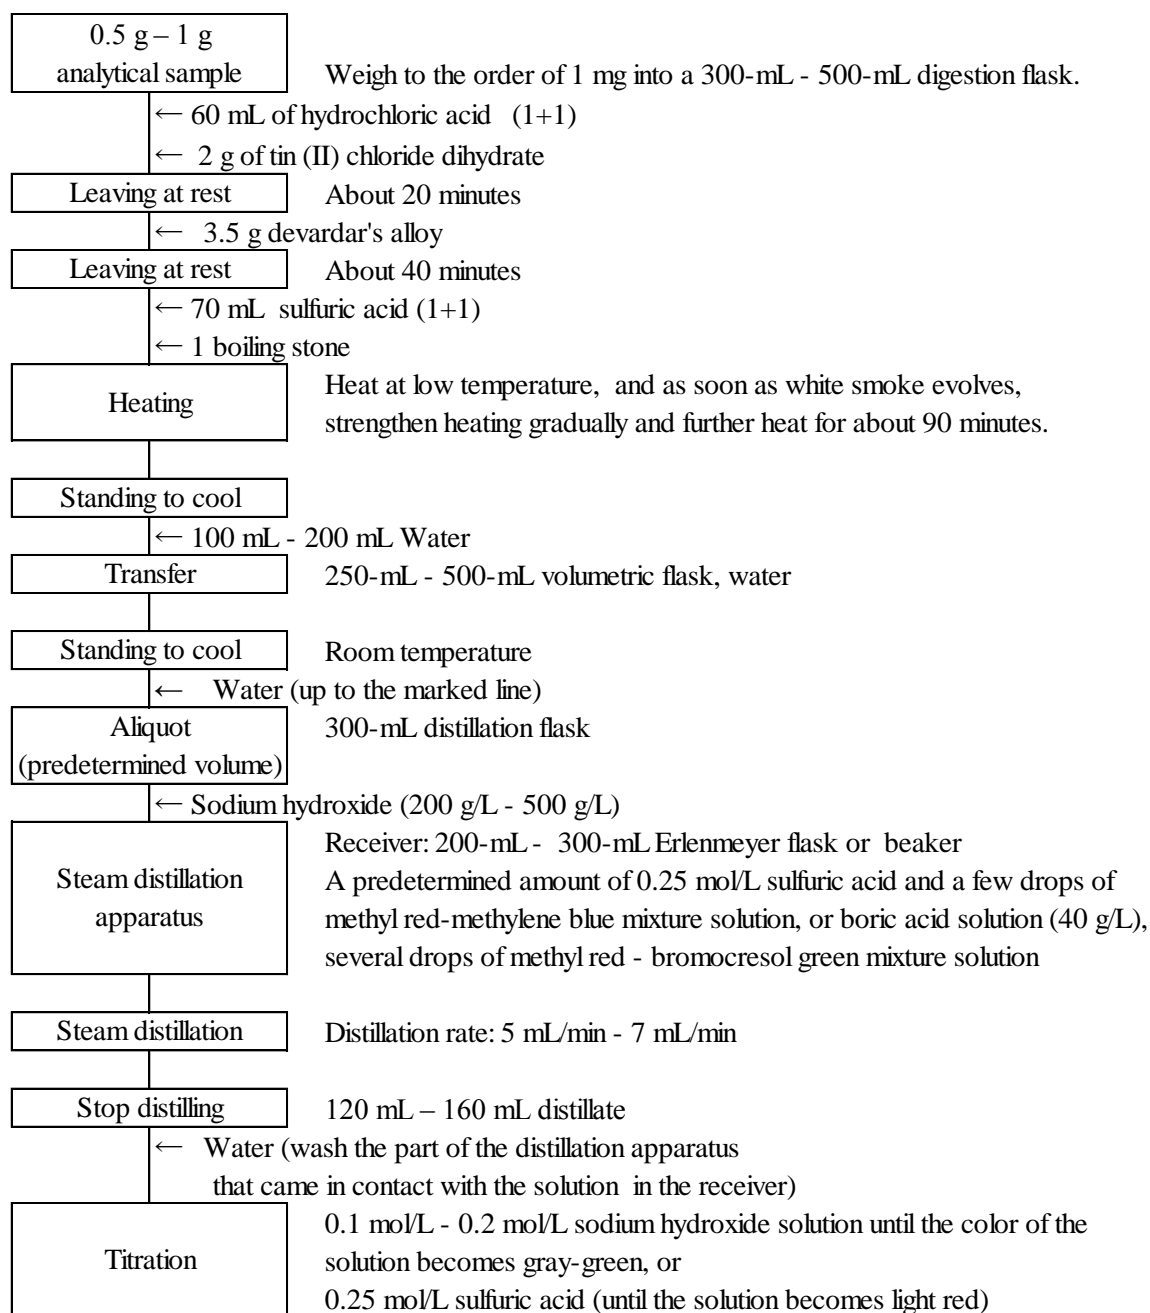 0.5 g – 1 g
analytical sample
Weigh to the order of 1 mg into a 300-mL - 500-mL digestion flask.
← 60 mL of hydrochloric acid (1+1)
← 2 g of tin (II) chloride dihydrate
Leaving at rest
About 20 minutes
← 3.5 g devardar's alloy
Leaving at rest
About 40 minutes
← 70 mL sulfuric acid (1+1)
← 1 boiling stone
Heating
Heat at low temperature, and as soon as white smoke evolves,
strengthen heating gradually and further heat for about 90 minutes.
Standing to cool
← 100 mL - 200 mL Water
Transfer
250-mL - 500-mL volumetric flask, water
Standing to cool
Room temperature
← Water (up to the marked line)
Aliquot
(predetermined volume)
300-mL distillation flask
← Sodium hydroxide (200 g/L - 500 g/L)
Steam distillation
apparatus
Receiver: 200-mL - 300-mL Erlenmeyer flask or beaker
A predetermined amount of 0.25 mol/L sulfuric acid and a few drops of
methyl red-methylene blue mixture solution, or boric acid solution (40 g/L),
several drops of methyl red - bromocresol green mixture solution
Steam distillation
Distillation rate: 5 mL/min - 7 mL/min
Stop distilling
120 mL – 160 mL distillate
← Water (wash the part of the distillation apparatus
that came in contact with the solution in the receiver)
Titration
0.1 mol/L - 0.2 mol/L sodium hydroxide solution until the color of the
solution becomes gray-green, or
0.25 mol/L sulfuric acid (until the solution becomes light red)